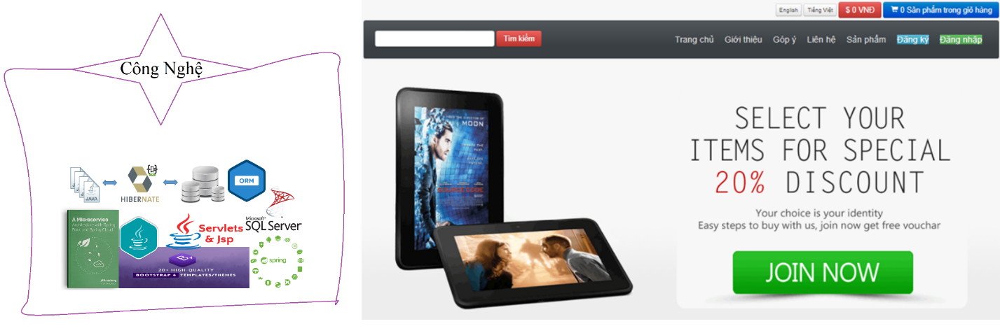 Công Nghệ
JAVA
HIBERNATE
ORM
A Microservice
Architecture with Spring
Boot and Spring Cloud
Servlets
& Jsp
Microsoft
SQL Server
spring
20+ HIGH-QUALITY
BOOTSTRAP 4 TEMPLATES/THEMES
English
Tiếng Việt
$ 0 VNĐ
0 Sản phẩm trong giỏ hàng
Tìm kiếm
Trang chủ
Giới thiệu
Góp ý
Liên hệ
Sản phẩm
Đăng ký
Đăng nhập
MOON
SOURCE CODE
SELECT YOUR
ITEMS FOR SPECIAL
20% DISCOUNT
Your choice is your identity
Easy steps to buy with us, join now get free vouchar
JOIN NOW